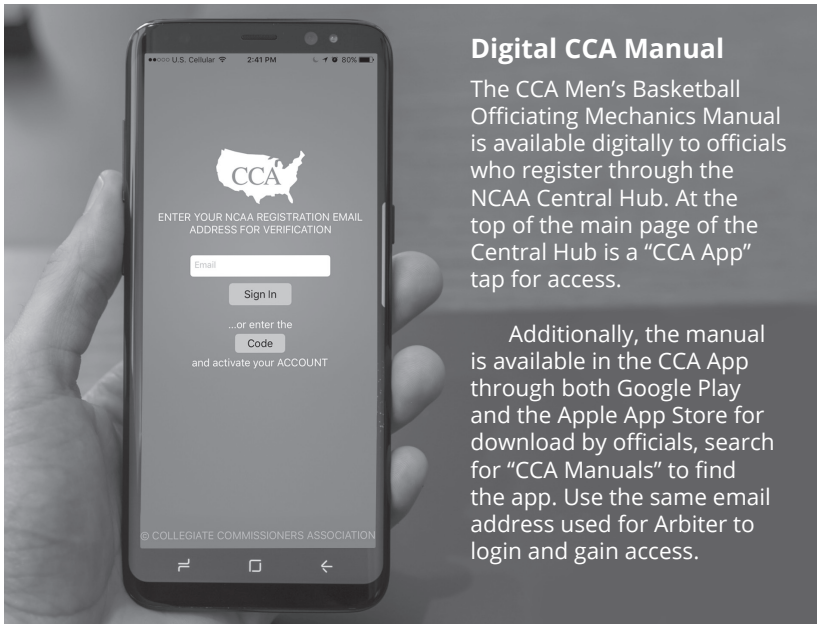 U.S. Cellular 2:41 PM 80%
CCA
ENTER YOUR NCAA REGISTRATION EMAIL
ADDRESS FOR VERIFICATION
Email
Sign In
...or enter the
Code
and activate your ACCOUNT
© COLLEGIATE COMMISSIONERS ASSOCIATION
Digital CCA Manual
The CCA Men’s Basketball
Officiating Mechanics Manual
is available digitally to officials
who register through the
NCAA Central Hub. At the
top of the main page of the
Central Hub is a “CCA App”
tap for access.
Additionally, the manual
is available in the CCA App
through both Google Play
and the Apple App Store for
download by officials, search
for “CCA Manuals” to find
the app. Use the same email
address used for Arbiter to
login and gain access.